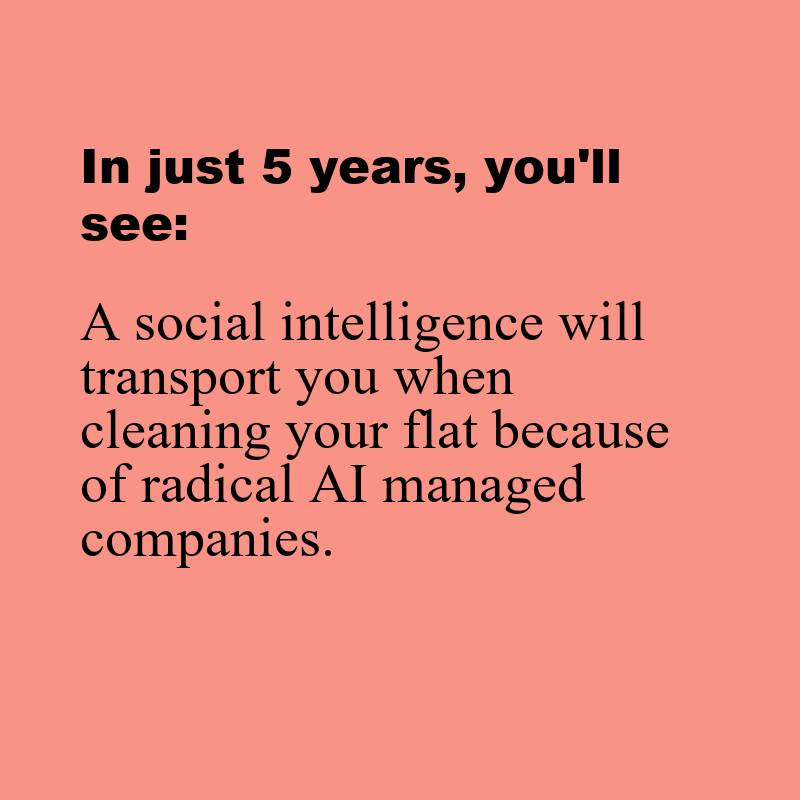 In just 5 years, you'll
see:
A social intelligence will
transport you when
cleaning your flat because
of radical AI managed
companies.